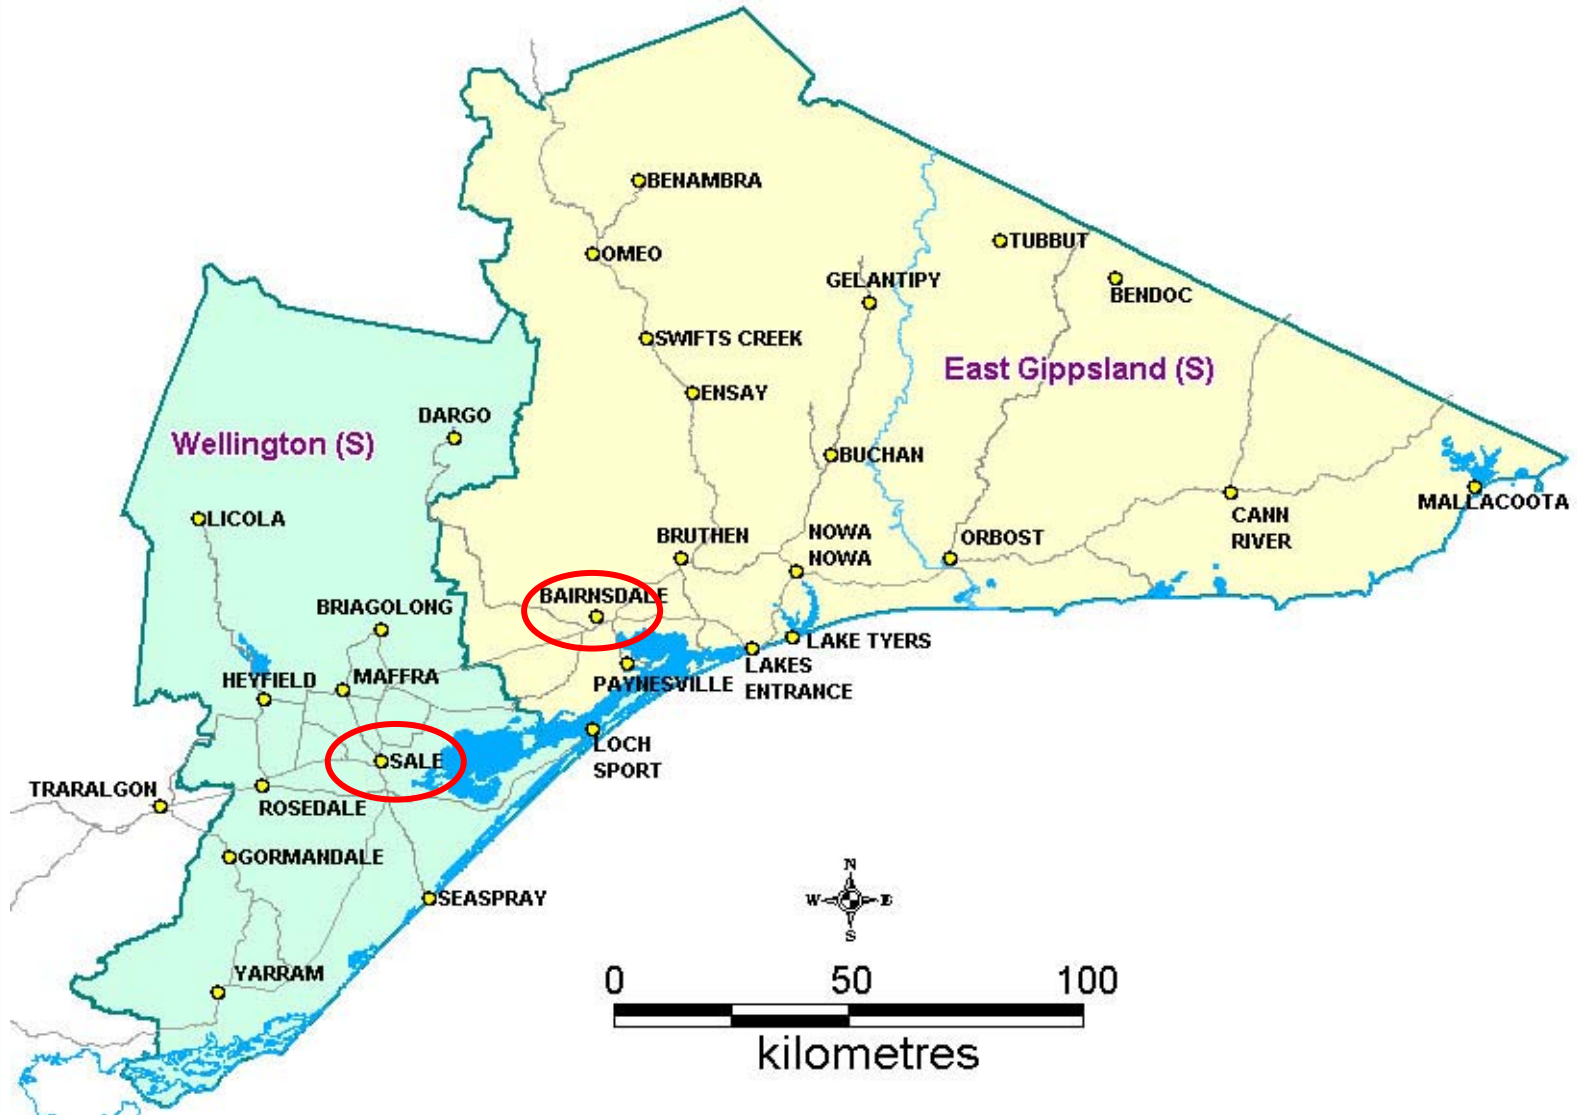 BENAMBRA
TUBBUT
OMEO
GELANTIPY
BENDOC
SWIFTS CREEK
East Gippsland (S)
ENSAY
DARGO
Wellington (S)
BUCHAN
MALLACOOTA
LICOLA
CANN
RIVER
BRUTHEN
NOWA
NOWA
ORBOST
BAIRNSDALE
BRIAGOLONG
LAKE TYERS
LAKES
ENTRANCE
PAYNESVILLE
HEYFIELD
MAFFRA
LOCH
SPORT
SALE
TRARALGON
ROSEDALE
GORMANDALE
SEASPRAY
N
W E
S
YARRAM
0 50 100
kilometres